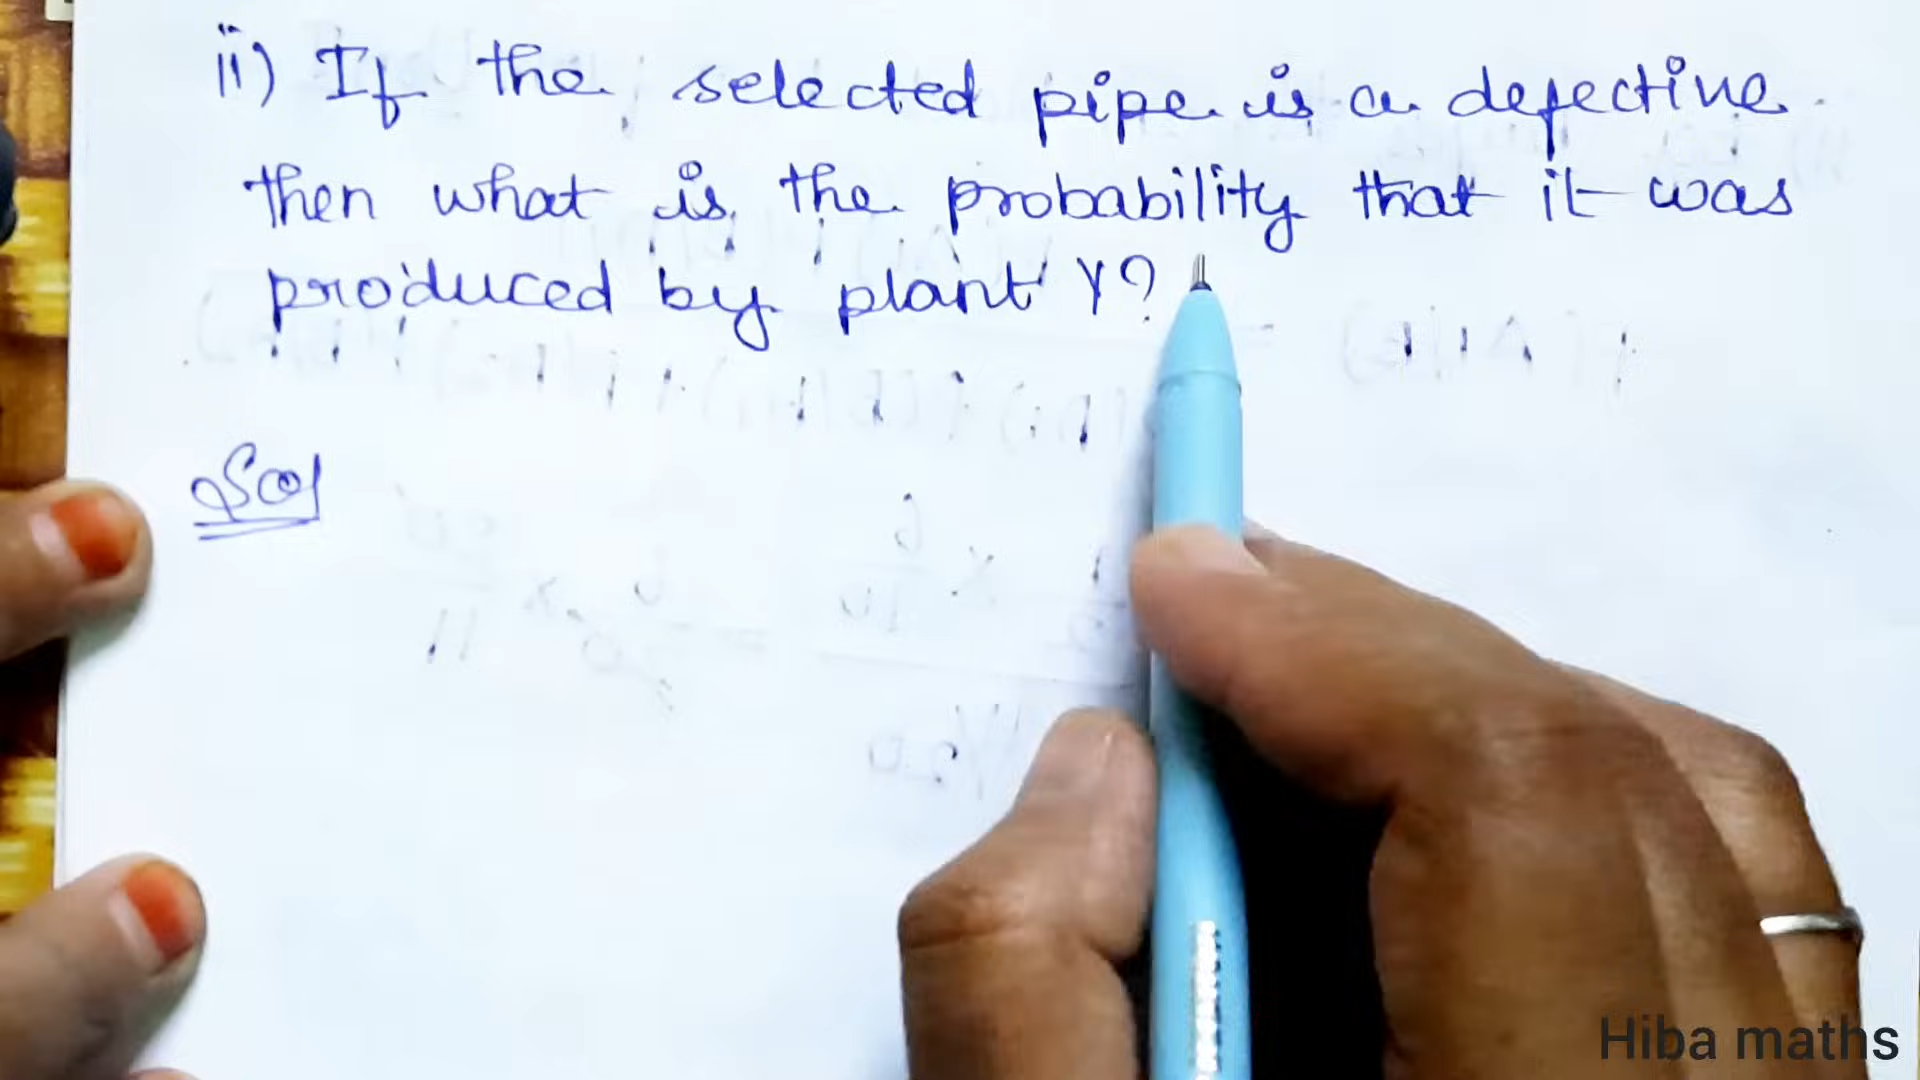 ii) If the selected pipe is a defective
then what is the probability that it was
produced by plant Y?
Sol
Hiba maths